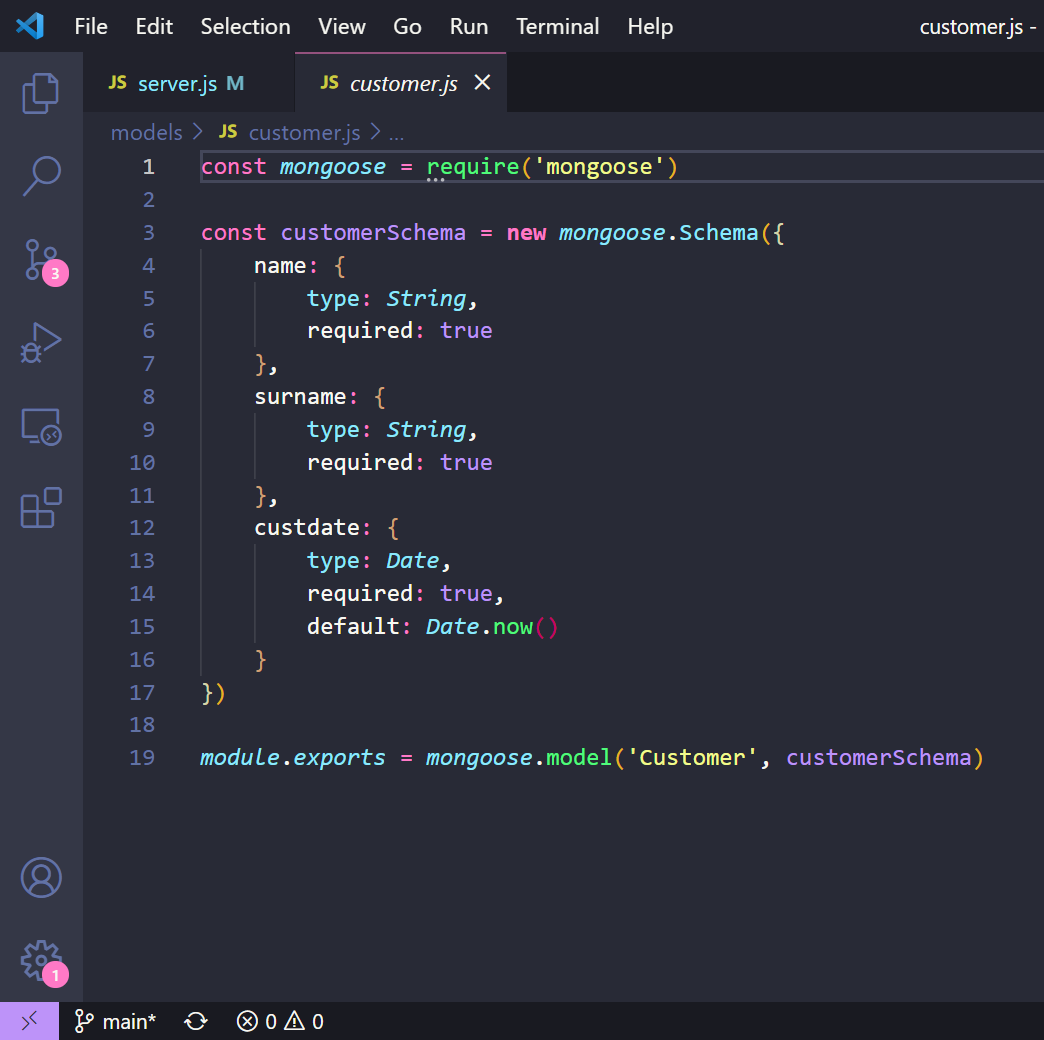 File Edit Selection View Go Run Terminal Help customer.js -
JS server.js M JS customer.js ×
models > JS customer.js > ...
1 const mongoose = require('mongoose')
2
3 const customerSchema = new mongoose.Schema({
4     name: {
5         type: String,
6         required: true
7     },
8     surname: {
9         type: String,
10         required: true
11     },
12     custdate: {
13         type: Date,
14         required: true,
15         default: Date.now()
16     }
17 })
18
19 module.exports = mongoose.model('Customer', customerSchema)
3
1
main* 0 0